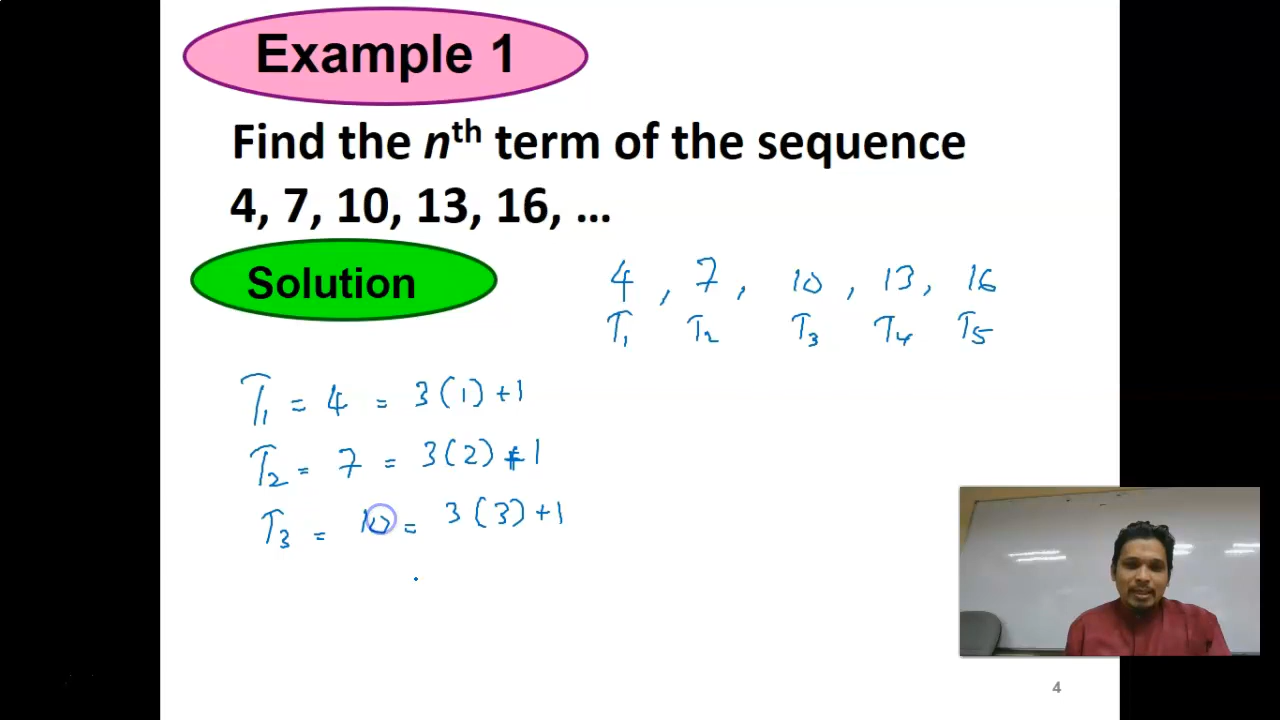 Example 1
Find the nth term of the sequence
4, 7, 10, 13, 16, ...
Solution
4, 7, 10, 13, 16
T1 T2 T3 T4 T5
T1 = 4 = 3(1)+1
T2 = 7 = 3(2)+1
T3 = 10 = 3(3)+1
4